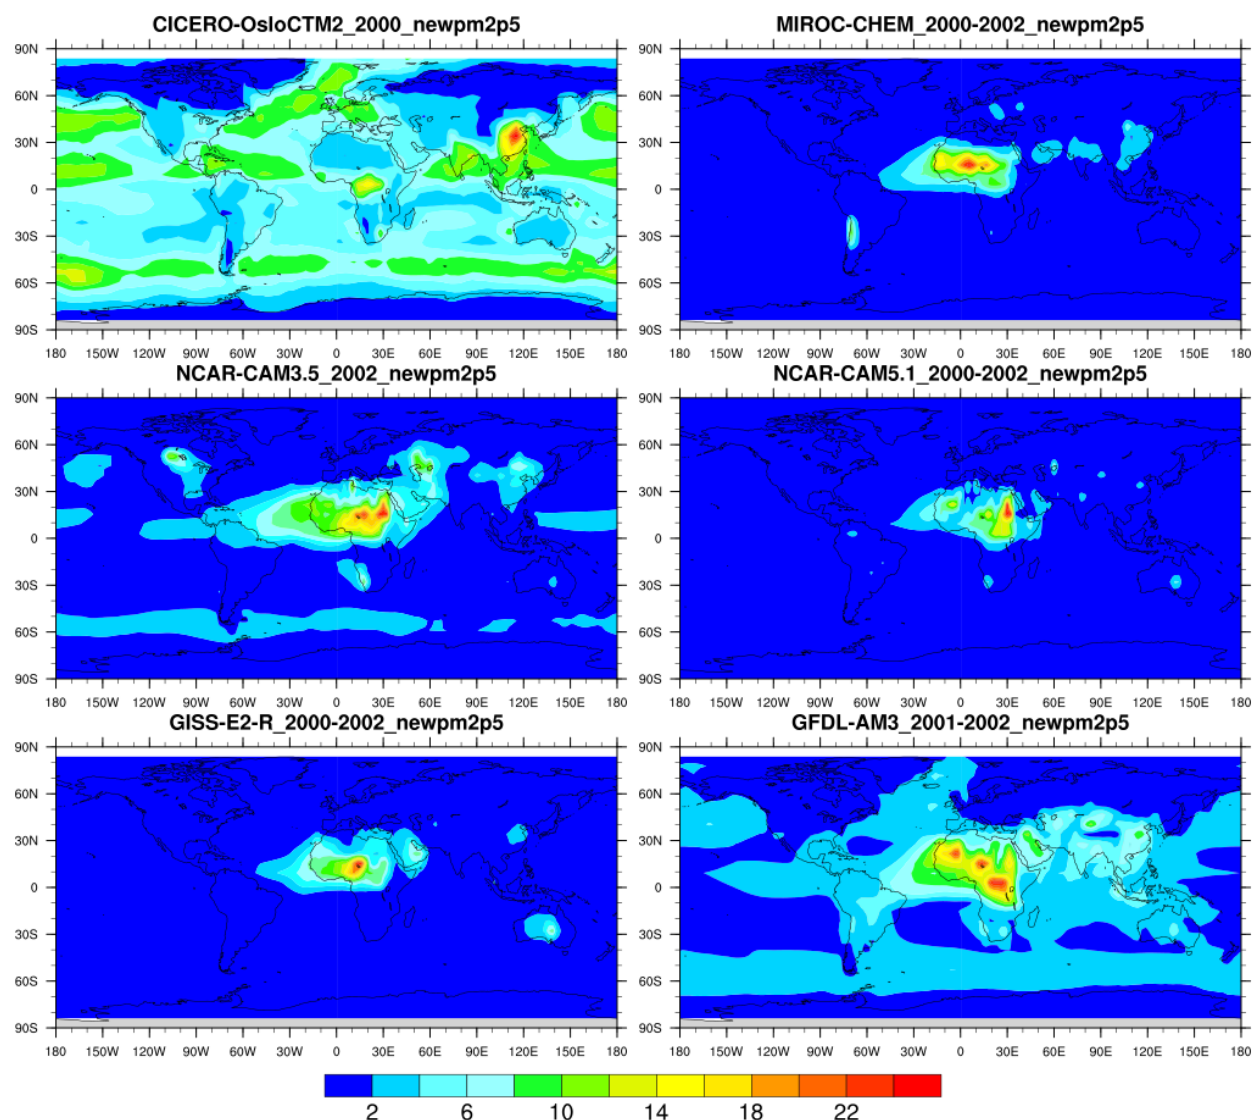 CICERO-OsloCTM2_2000_newpm2p5 MIROC-CHEM_2000-2002_newpm2p5
90N 90N
60N 60N
30N 30N
0 0
30S 30S
60S 60S
90S 90S
180 150W 120W 90W 60W 30W 0 30E 60E 90E 120E 150E 180 180 150W 120W 90W 60W 30W 0 30E 60E 90E 120E 150E 180
NCAR-CAM3.5_2002_newpm2p5 NCAR-CAM5.1_2000-2002_newpm2p5
90N 90N
60N 60N
30N 30N
0 0
30S 30S
60S 60S
90S 90S
180 150W 120W 90W 60W 30W 0 30E 60E 90E 120E 150E 180 180 150W 120W 90W 60W 30W 0 30E 60E 90E 120E 150E 180
GISS-E2-R_2000-2002_newpm2p5 GFDL-AM3_2001-2002_newpm2p5
90N 90N
60N 60N
30N 30N
0 0
30S 30S
60S 60S
90S 90S
180 150W 120W 90W 60W 30W 0 30E 60E 90E 120E 150E 180 180 150W 120W 90W 60W 30W 0 30E 60E 90E 120E 150E 180
2 6 10 14 18 22